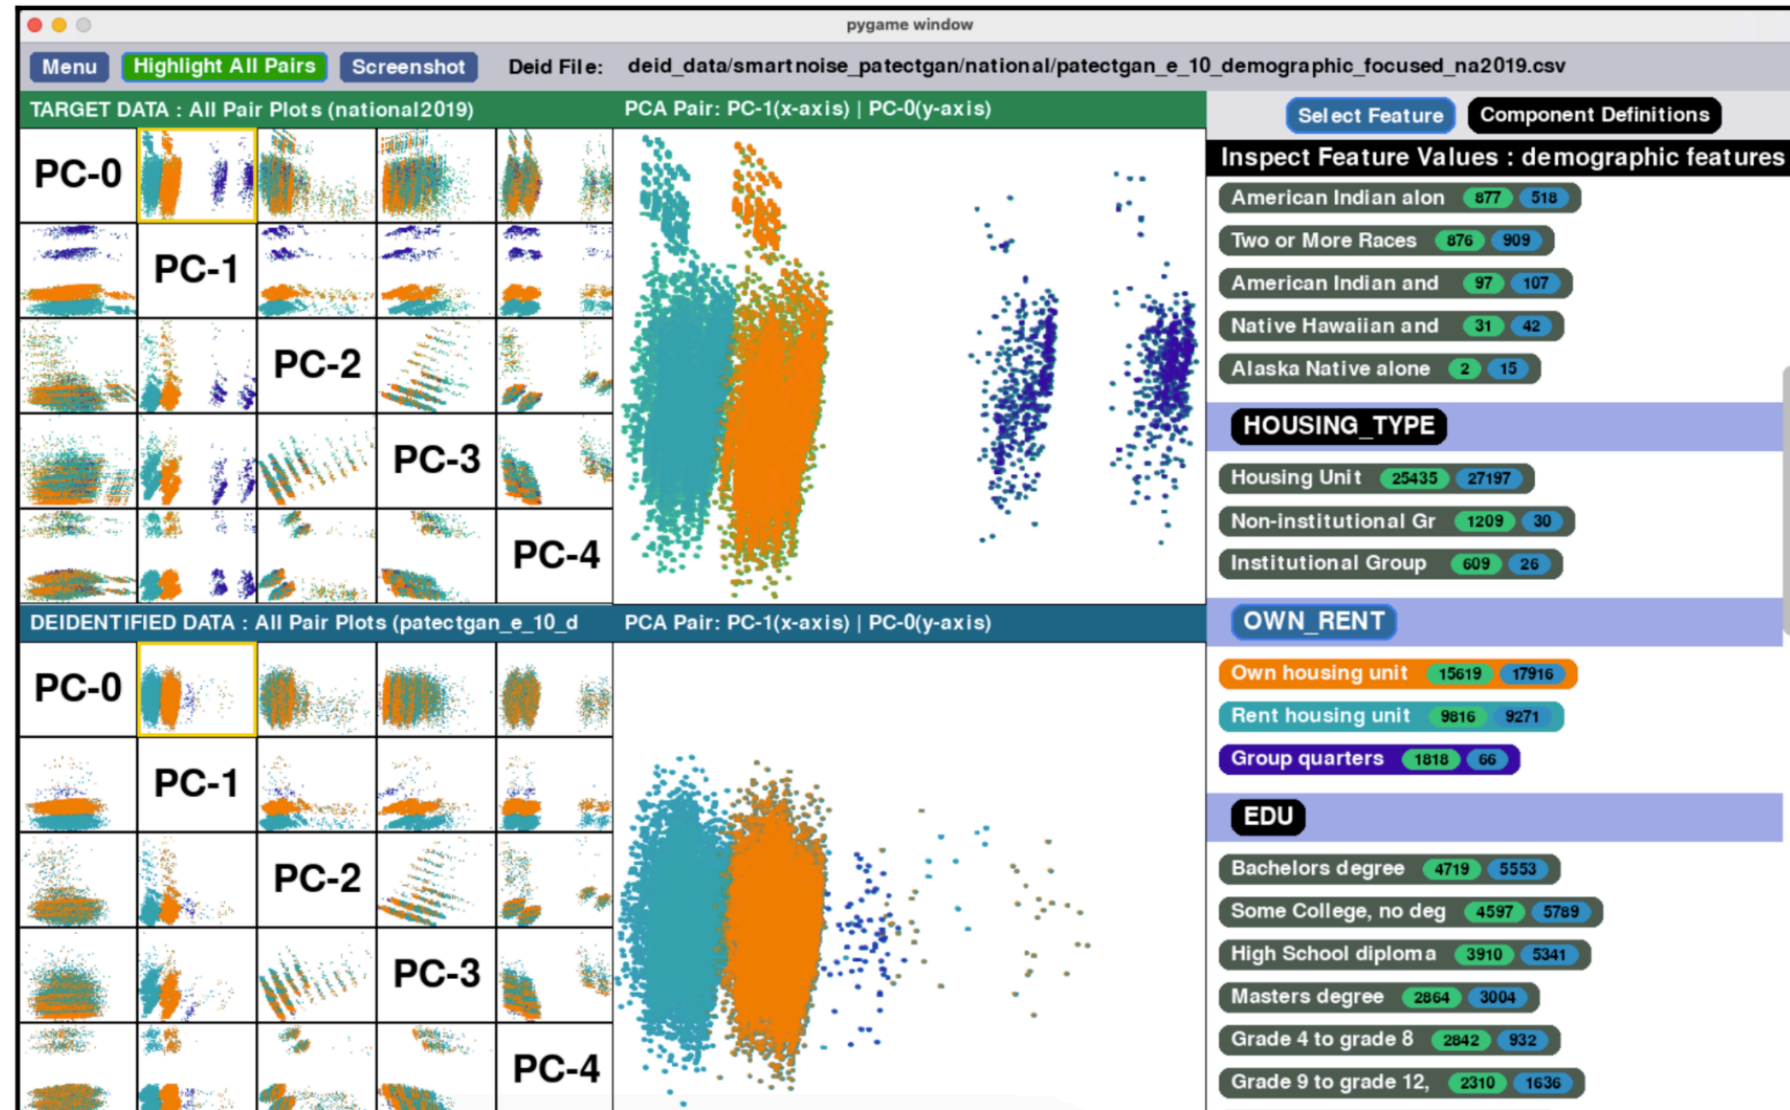 pygame window
Menu Highlight All Pairs Screenshot Deid File: deid_data/smartnoise_patectgan/national/patectgan_e_10_demographic_focused_na2019.csv
TARGET DATA : All Pair Plots (national2019) PCA Pair: PC-1(x-axis) | PC-0(y-axis)
PC-0
PC-1
PC-2
PC-3
PC-4
DEIDENTIFIED DATA : All Pair Plots (patectgan_e_10_d PCA Pair: PC-1(x-axis) | PC-0(y-axis)
PC-0
PC-1
PC-2
PC-3
PC-4
Select Feature Component Definitions
Inspect Feature Values : demographic features
American Indian alon 877 518
Two or More Races 876 909
American Indian and 97 107
Native Hawaiian and 31 42
Alaska Native alone 2 15
HOUSING_TYPE
Housing Unit 25435 27197
Non-institutional Gr 1209 30
Institutional Group 609 26
OWN_RENT
Own housing unit 15619 17916
Rent housing unit 9816 9271
Group quarters 1818 66
EDU
Bachelors degree 4719 5553
Some College, no deg 4597 5789
High School diploma 3910 5341
Masters degree 2864 3004
Grade 4 to grade 8 2842 932
Grade 9 to grade 12, 2310 1636